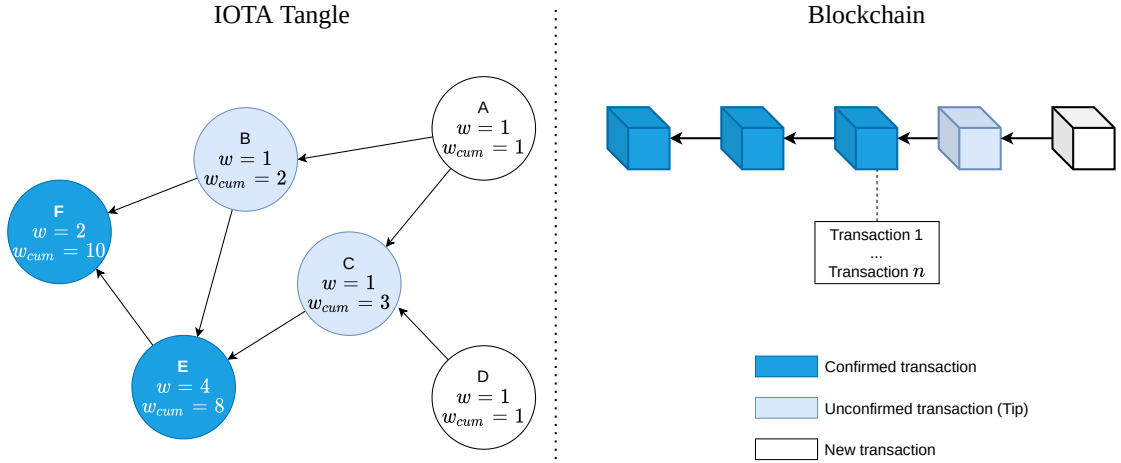 IOTA Tangle
A
w = 1
w_cum = 1
B
w = 1
w_cum = 2
F
w = 2
w_cum = 10
C
w = 1
w_cum = 3
E
w = 4
w_cum = 8
D
w = 1
w_cum = 1
Blockchain
Transaction 1
...
Transaction n
Confirmed transaction
Unconfirmed transaction (Tip)
New transaction